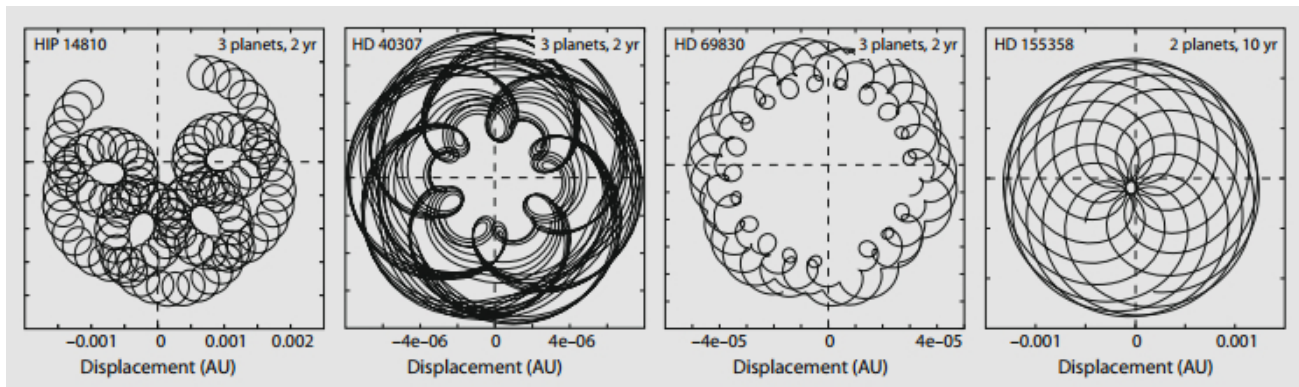 HIP 14810 3 planets, 2 yr
−0.001 0 0.001 0.002
Displacement (AU)
HD 40307 3 planets, 2 yr
−4e−06 0 4e−06
Displacement (AU)
HD 69830 3 planets, 2 yr
−4e−05 0 4e−05
Displacement (AU)
HD 155358 2 planets, 10 yr
−0.001 0 0.001
Displacement (AU)